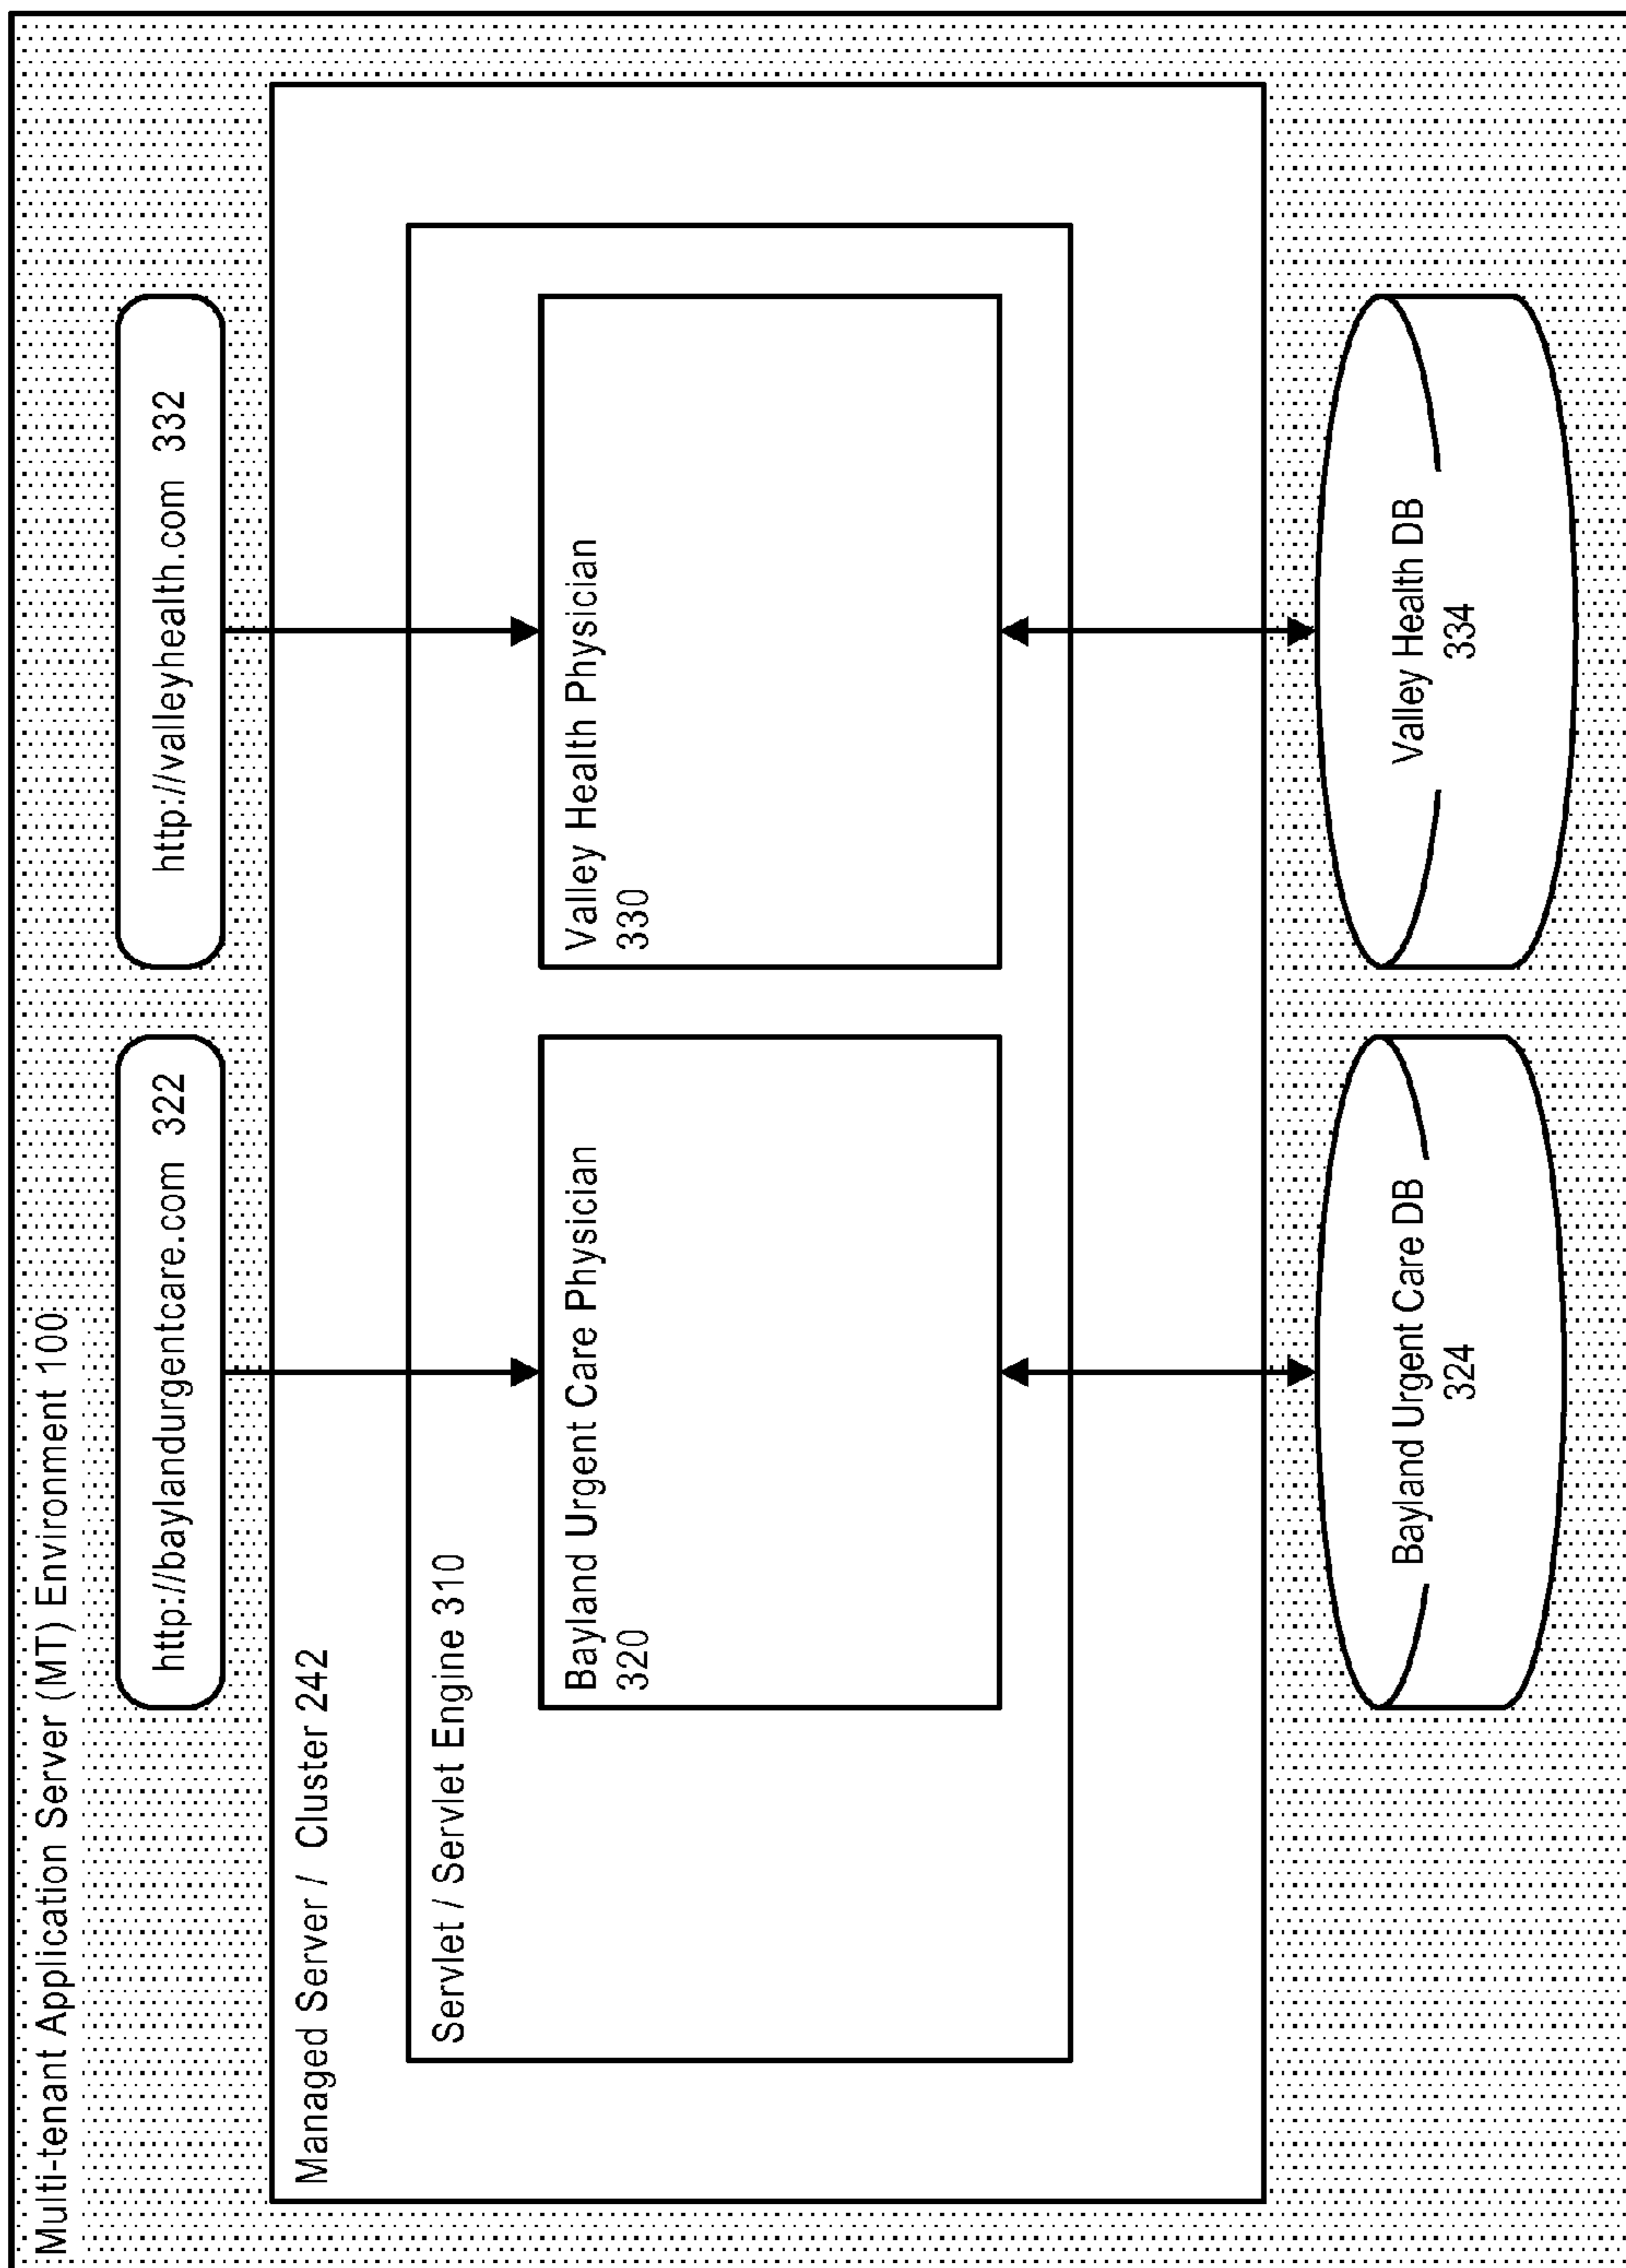 Multi-tenant Application Server (MT) Environment 100
http://baylandurgentcare.com 322
http://valleyhealth.com 332
Managed Server / Cluster 242
Servlet / Servlet Engine 310
Bayland Urgent Care Physician
320
Valley Health Physician
330
Bayland Urgent Care DB
324
Valley Health DB
334